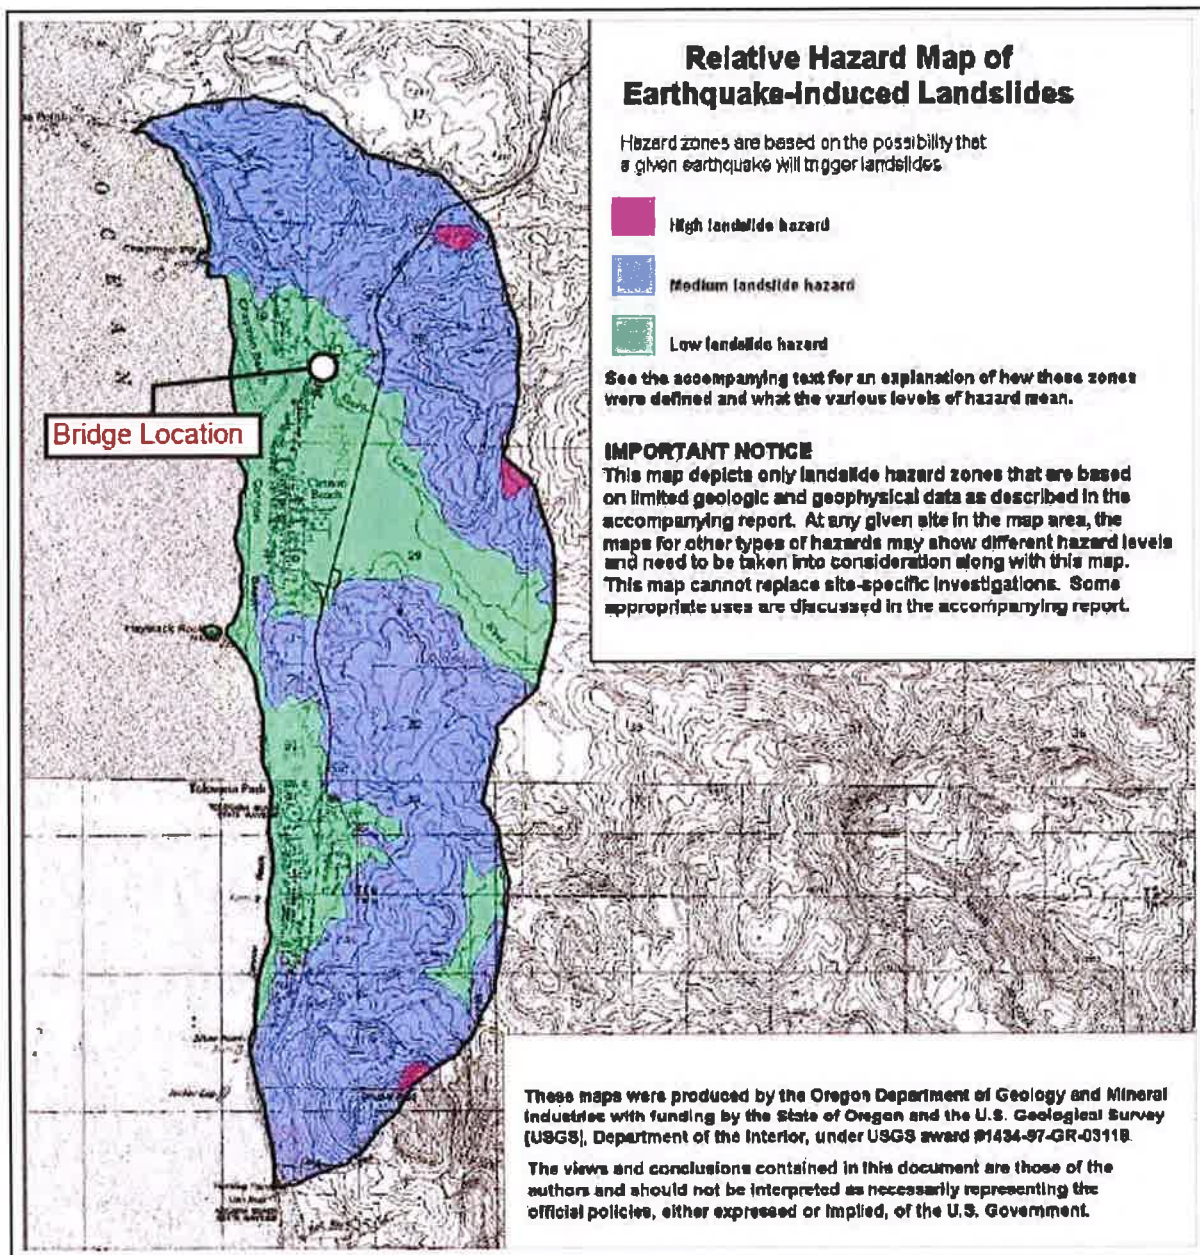 Relative Hazard Map of
Earthquake-induced Landslides
Hazard zones are based on the possibility that
a given earthquake will trigger landslides
High landslide hazard
Medium landslide hazard
Low landslide hazard
See the accompanying text for an explanation of how these zones
were defined and what the various levels of hazard mean.
IMPORTANT NOTICE
This map depicts only landslide hazard zones that are based
on limited geologic and geophysical data as described in the
accompanying report. At any given site in the map area, the
maps for other types of hazards may show different hazard levels
and need to be taken into consideration along with this map.
This map cannot replace site-specific investigations. Some
appropriate uses are discussed in the accompanying report.
OCEAN
Bridge Location
Cannon
Beach
29
Haystack Rock
Tolovana Park
These maps were produced by the Oregon Department of Geology and Mineral
Industries with funding by the State of Oregon and the U.S. Geological Survey
(USGS), Department of the Interior, under USGS award #1434-97-GR-03118.
The views and conclusions contained in this document are those of the
authors and should not be interpreted as necessarily representing the
official policies, either expressed or implied, of the U.S. Government.